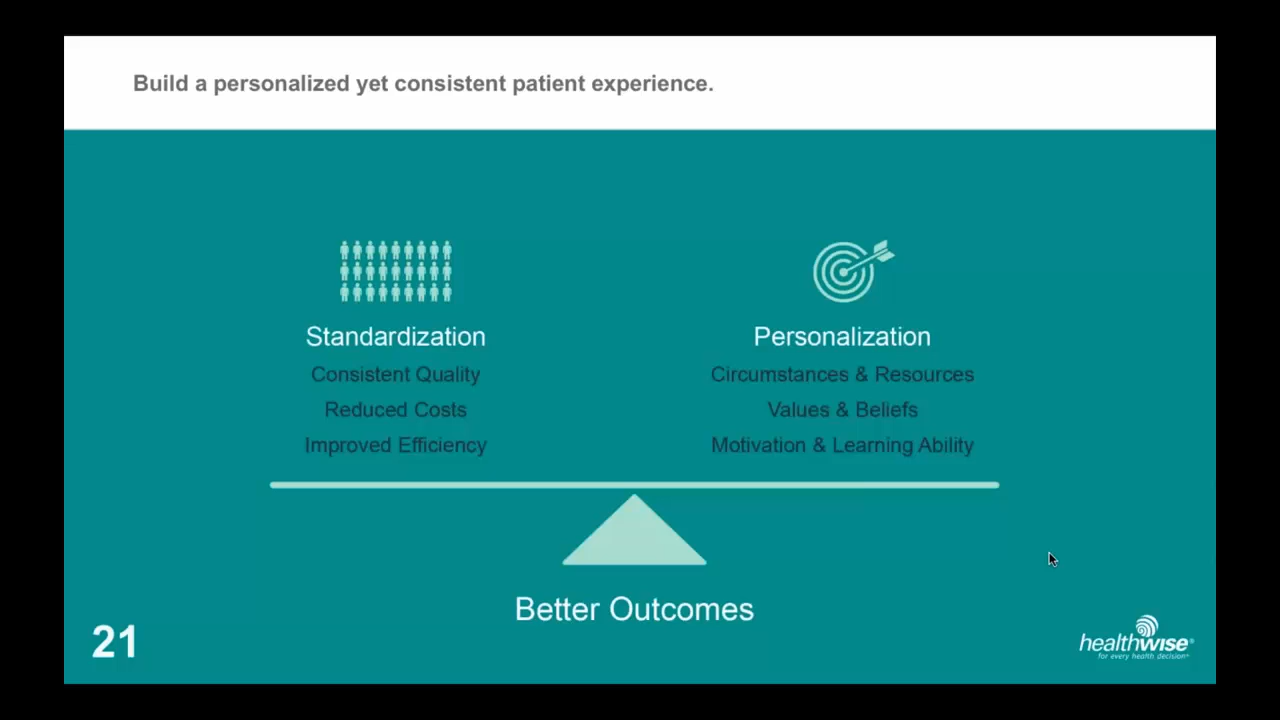 Build a personalized yet consistent patient experience.
Standardization
Consistent Quality
Reduced Costs
Improved Efficiency
Personalization
Circumstances & Resources
Values & Beliefs
Motivation & Learning Ability
Better Outcomes
21
healthwise®
for every health decision™